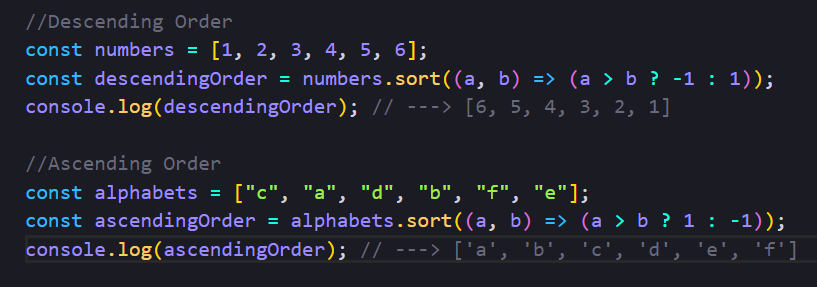 //Descending Order
const numbers = [1, 2, 3, 4, 5, 6];
const descendingOrder = numbers.sort((a, b) => (a > b ? -1 : 1));
console.log(descendingOrder); // ---> [6, 5, 4, 3, 2, 1]
//Ascending Order
const alphabets = ["c", "a", "d", "b", "f", "e"];
const ascendingOrder = alphabets.sort((a, b) => (a > b ? 1 : -1));
console.log(ascendingOrder); // ---> ['a', 'b', 'c', 'd', 'e', 'f']